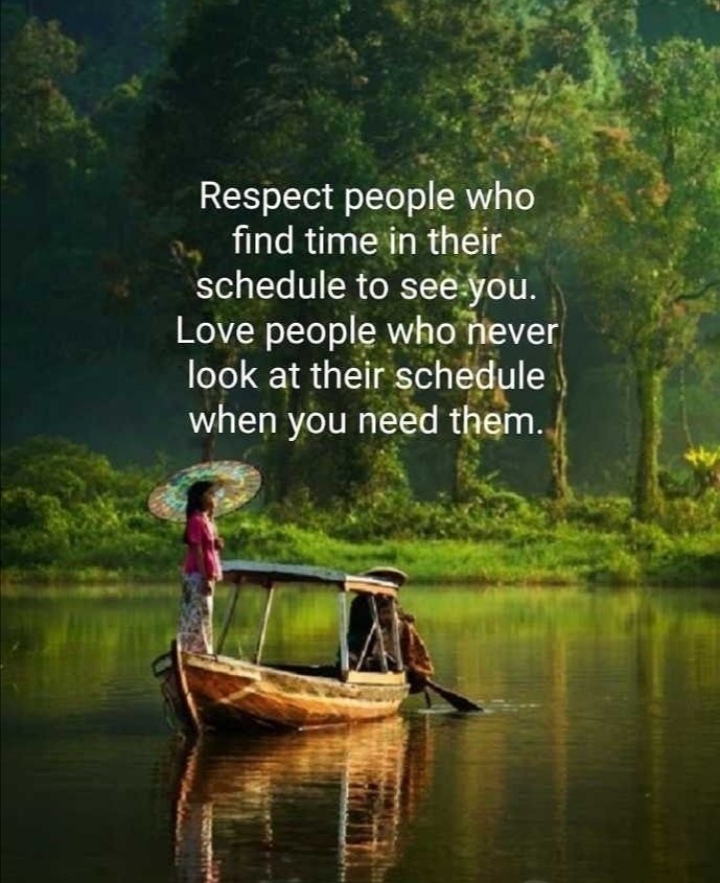 Respect people who
find time in their
schedule to see you.
Love people who never
look at their schedule
when you need them.